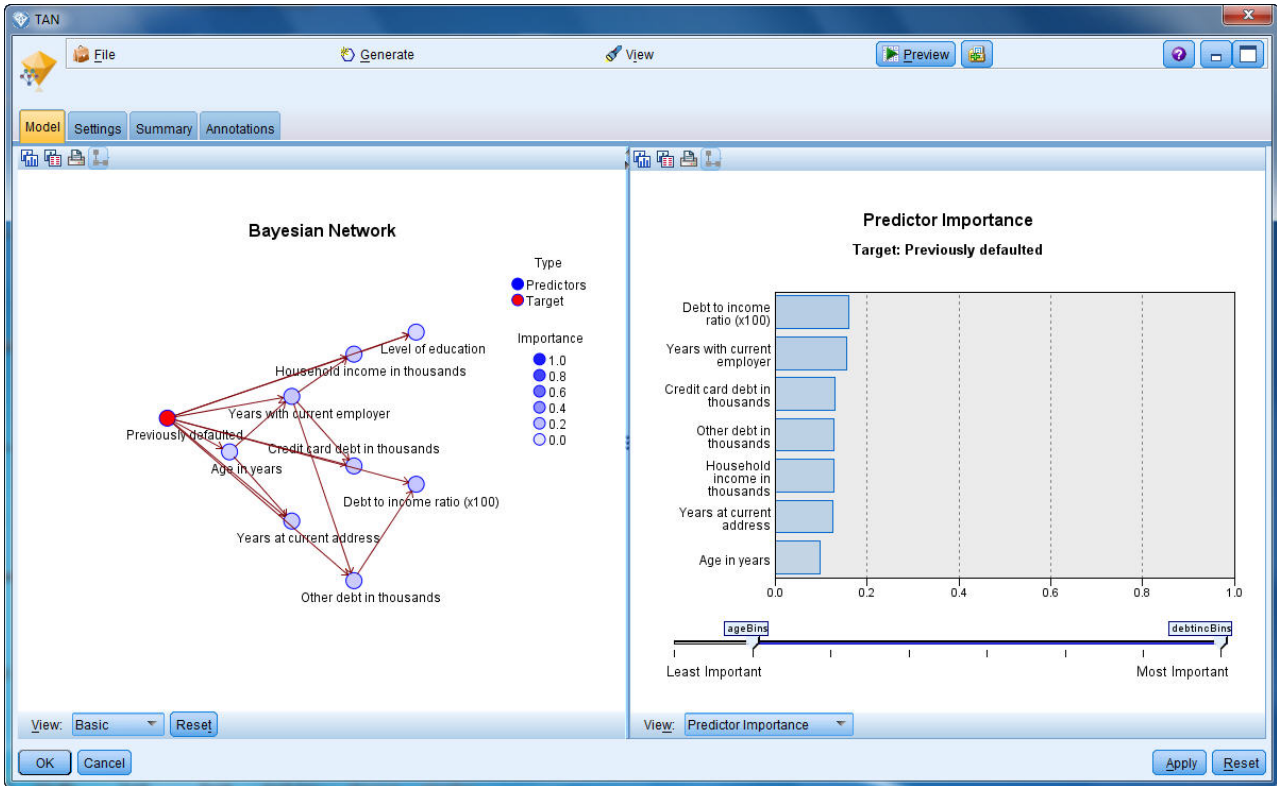 TAN
File Generate View Preview
Model Settings Summary Annotations
Bayesian Network
Type
Predictors
Target
Importance
1.0
0.8
0.6
0.4
0.2
0.0
Level of education
Household income in thousands
Years with current employer
Previously defaulted
Credit card debt in thousands
Age in years
Debt to income ratio (x100)
Years at current address
Other debt in thousands
View: Basic Reset
Predictor Importance
Target: Previously defaulted
Debt to income
ratio (x100)
Years with current
employer
Credit card debt in
thousands
Other debt in
thousands
Household
income in
thousands
Years at current
address
Age in years
0.0 0.2 0.4 0.6 0.8 1.0
ageBins debtincBins
Least Important Most Important
View: Predictor Importance
OK Cancel Apply Reset